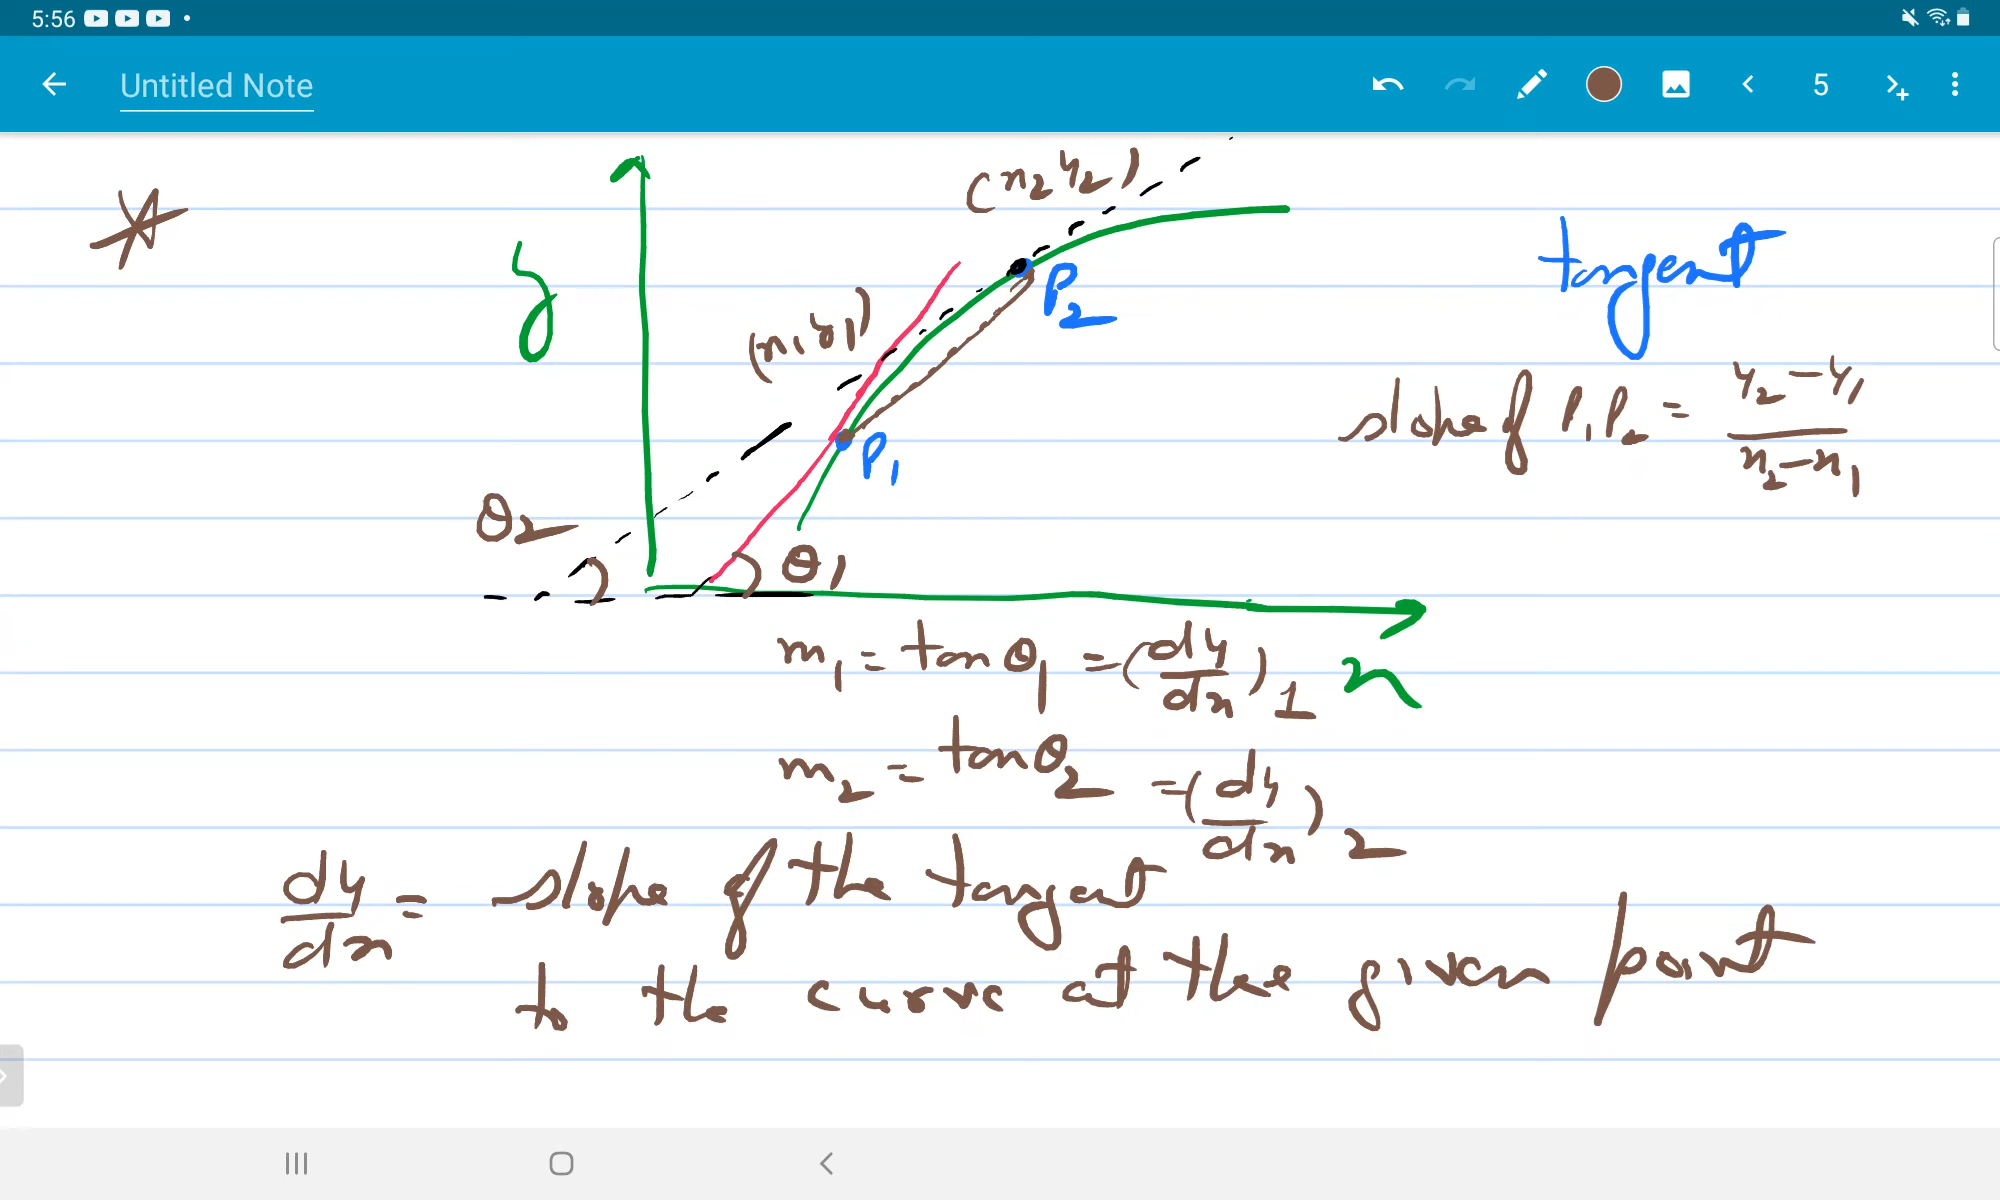 5:56
Untitled Note
5
(x₂ y₂)
y
tangent
P₂
(x₁ y₁)
slope of P₁P₂ = y₂ - y₁ / x₂ - x₁
P₁
θ₂
θ₁
m₁ = tan θ₁ = (dy/dx)₁
x
m₂ = tan θ₂ = (dy/dx)₂
dy/dx = slope of the tangent
to the curve at the given point